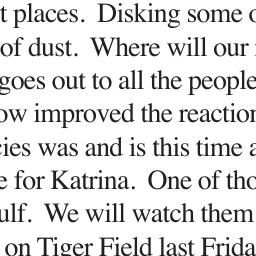 t places. Disking some
of dust. Where will our
goes out to all the people
ow improved the reaction
cies was and is this time a
e for Katrina. One of tho
ulf. We will watch them
on Tiger Field last Frida